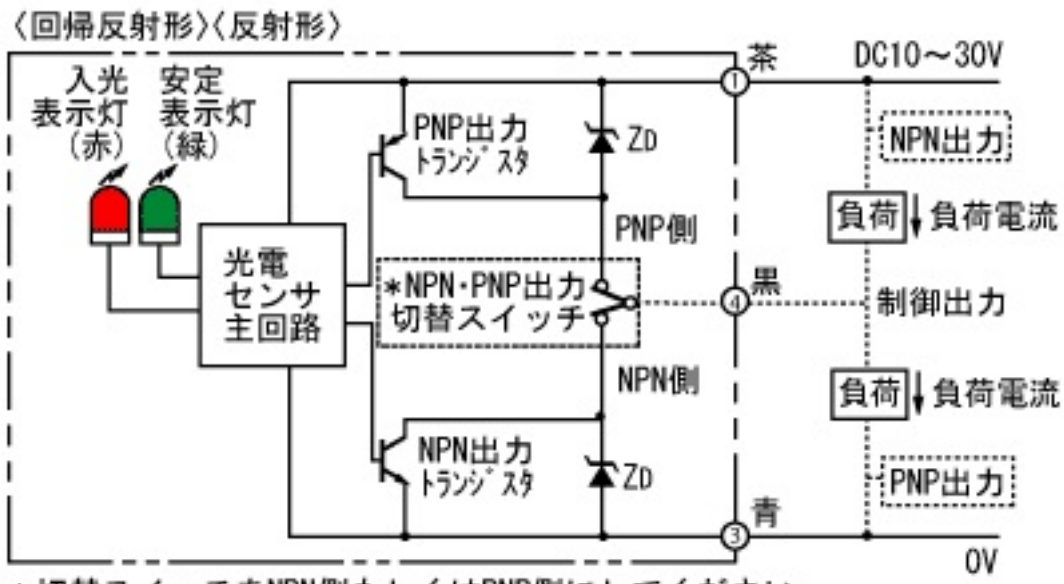 〈回帰反射形〉〈反射形〉
入光
表示灯
(赤)
安定
表示灯
(緑)
茶
DC10～30V
①
PNP出力
トランジスタ
ZD
NPN出力
負荷
負荷電流
PNP側
光電
センサ
主回路
*NPN・PNP出力
切替スイッチ
黒
④
制御出力
NPN側
負荷
負荷電流
NPN出力
トランジスタ
ZD
PNP出力
青
③
0V